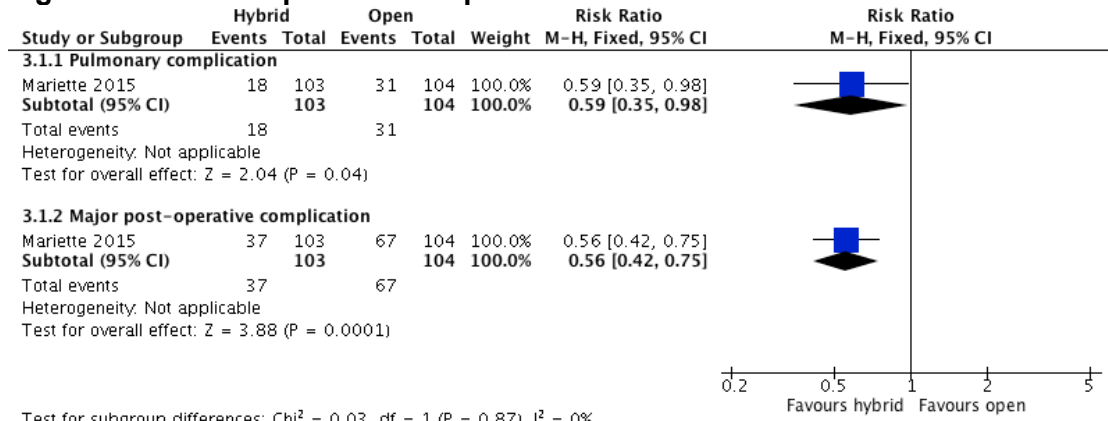 Hybrid Open Risk Ratio Risk Ratio
Study or Subgroup Events Total Events Total Weight M-H, Fixed, 95% CI M-H, Fixed, 95% CI
3.1.1 Pulmonary complication
Mariette 2015 18 103 31 104 100.0% 0.59 [0.35, 0.98]
Subtotal (95% CI) 103 104 100.0% 0.59 [0.35, 0.98]
Total events 18 31
Heterogeneity: Not applicable
Test for overall effect: Z = 2.04 (P = 0.04)
3.1.2 Major post-operative complication
Mariette 2015 37 103 67 104 100.0% 0.56 [0.42, 0.75]
Subtotal (95% CI) 103 104 100.0% 0.56 [0.42, 0.75]
Total events 37 67
Heterogeneity: Not applicable
Test for overall effect: Z = 3.88 (P = 0.0001)
0.2 0.5 1 2 5
Favours hybrid Favours open
Test for subgroup differences: Chi² = 0.03, df = 1 (P = 0.87), I² = 0%